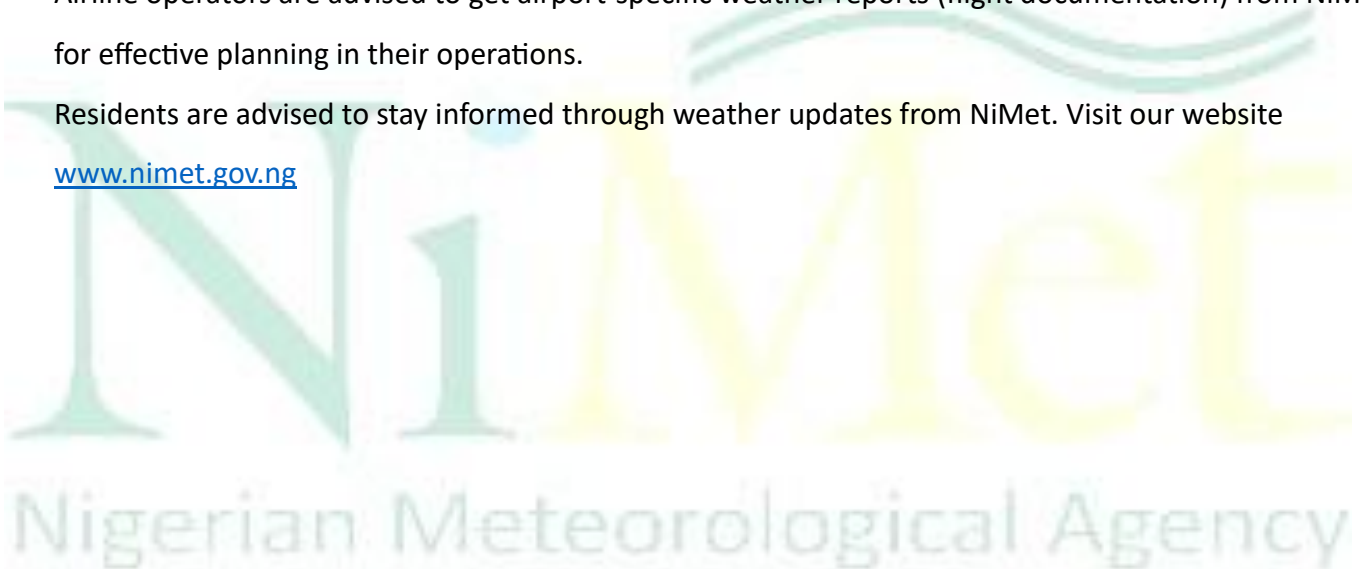 Airline operators are advised to get airport-specific weather reports (flight documentation) from
for effective planning in their operations.
Residents are advised to stay informed through weather updates from NiMet. Visit our website
www.nimet.gov.ng
NiMet
Nigerian Meteorological Agency